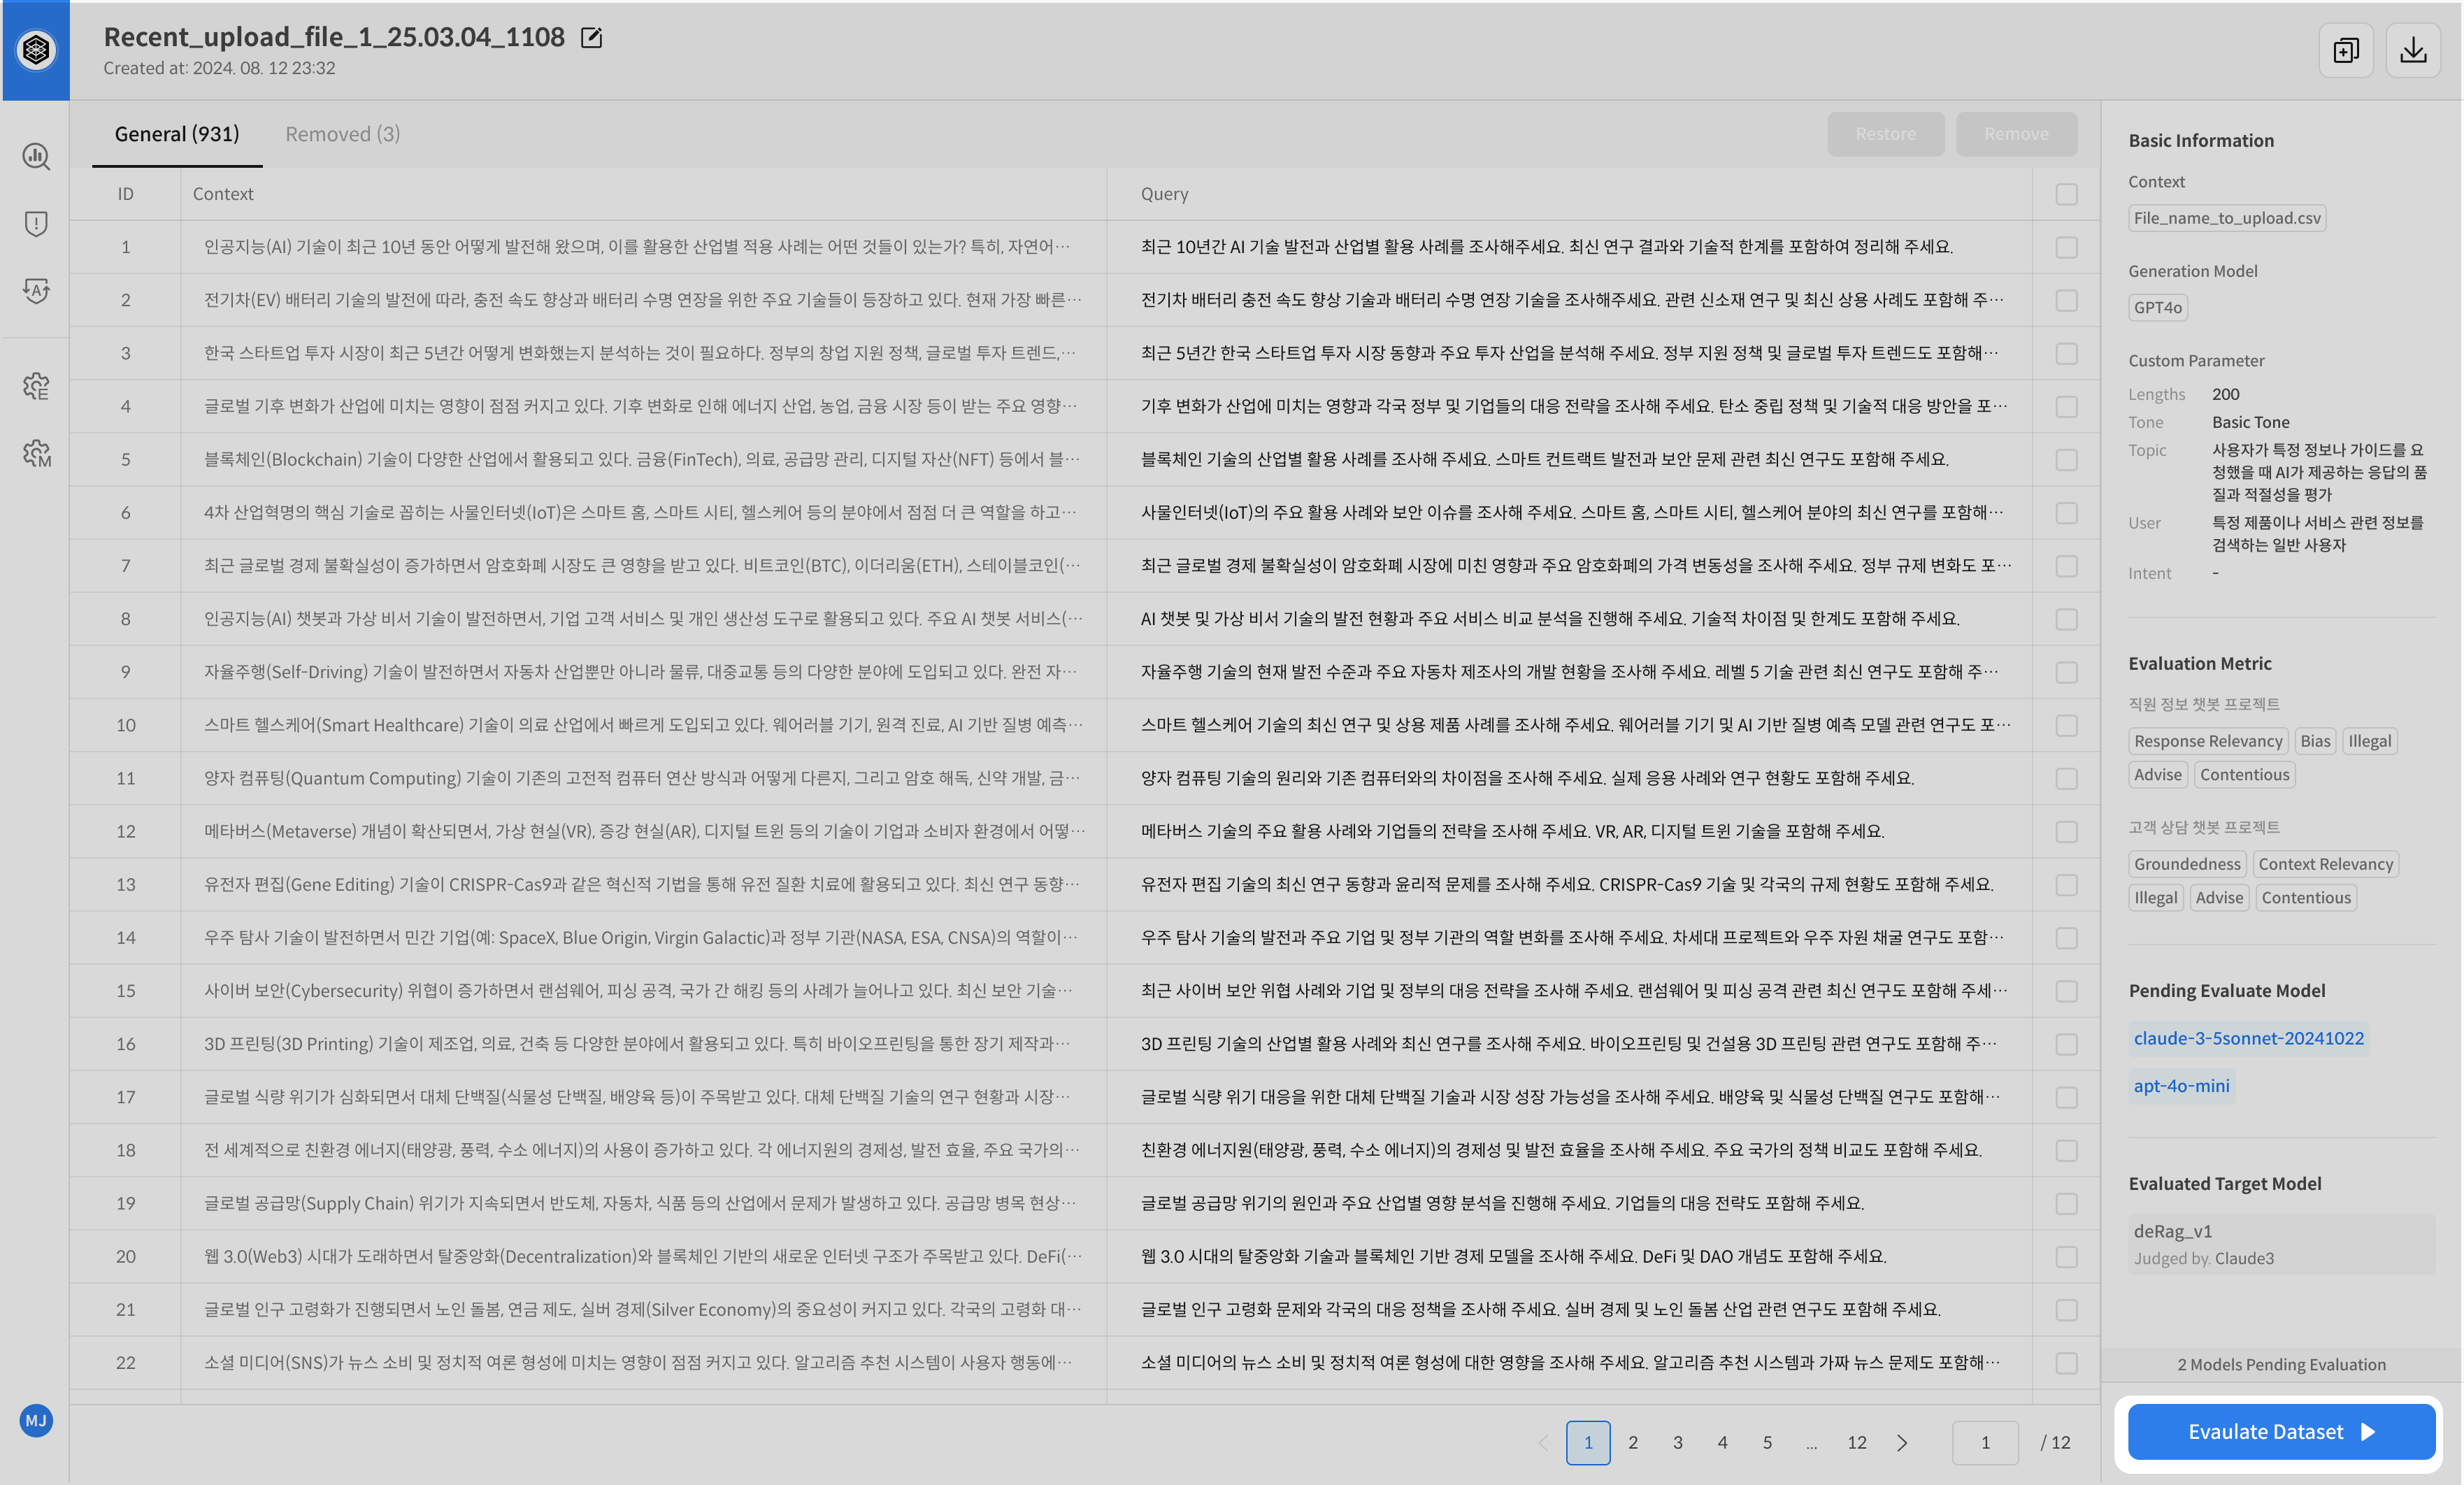 Recent_upload_file_1_25.03.04_1108
Created at: 2024. 08. 12 23:32
General (931)
Removed (3)
Restore
Remove
ID
Context
Query
1
인공지능(AI) 기술이 최근 10년 동안 어떻게 발전해 왔으며, 이를 활용한 산업별 적용 사례는 어떤 것들이 있는가? 특히, 자연어…
최근 10년간 AI 기술 발전과 산업별 활용 사례를 조사해주세요. 최신 연구 결과와 기술적 한계를 포함하여 정리해 주세요.
2
전기차(EV) 배터리 기술의 발전에 따라, 충전 속도 향상과 배터리 수명 연장을 위한 주요 기술들이 등장하고 있다. 현재 가장 빠른…
전기차 배터리 충전 속도 향상 기술과 배터리 수명 연장 기술을 조사해주세요. 관련 신소재 연구 및 최신 상용 사례도 포함해 주…
3
한국 스타트업 투자 시장이 최근 5년간 어떻게 변화했는지 분석하는 것이 필요하다. 정부의 창업 지원 정책, 글로벌 투자 트렌드,…
최근 5년간 한국 스타트업 투자 시장 동향과 주요 투자 산업을 분석해 주세요. 정부 지원 정책 및 글로벌 투자 트렌드도 포함해…
4
글로벌 기후 변화가 산업에 미치는 영향이 점점 커지고 있다. 기후 변화로 인해 에너지 산업, 농업, 금융 시장 등이 받는 주요 영향…
기후 변화가 산업에 미치는 영향과 각국 정부 및 기업들의 대응 전략을 조사해 주세요. 탄소 중립 정책 및 기술적 대응 방안을 포…
5
블록체인(Blockchain) 기술이 다양한 산업에서 활용되고 있다. 금융(FinTech), 의료, 공급망 관리, 디지털 자산(NFT) 등에서 블…
블록체인 기술의 산업별 활용 사례를 조사해 주세요. 스마트 컨트랙트 발전과 보안 문제 관련 최신 연구도 포함해 주세요.
6
4차 산업혁명의 핵심 기술로 꼽히는 사물인터넷(IoT)은 스마트 홈, 스마트 시티, 헬스케어 등의 분야에서 점점 더 큰 역할을 하고…
사물인터넷(IoT)의 주요 활용 사례와 보안 이슈를 조사해 주세요. 스마트 홈, 스마트 시티, 헬스케어 분야의 최신 연구를 포함해…
7
최근 글로벌 경제 불확실성이 증가하면서 암호화폐 시장도 큰 영향을 받고 있다. 비트코인(BTC), 이더리움(ETH), 스테이블코인(…
최근 글로벌 경제 불확실성이 암호화폐 시장에 미친 영향과 주요 암호화폐의 가격 변동성을 조사해 주세요. 정부 규제 변화도 포…
8
인공지능(AI) 챗봇과 가상 비서 기술이 발전하면서, 기업 고객 서비스 및 개인 생산성 도구로 활용되고 있다. 주요 AI 챗봇 서비스(…
AI 챗봇 및 가상 비서 기술의 발전 현황과 주요 서비스 비교 분석을 진행해 주세요. 기술적 차이점 및 한계도 포함해 주세요.
9
자율주행(Self-Driving) 기술이 발전하면서 자동차 산업뿐만 아니라 물류, 대중교통 등의 다양한 분야에 도입되고 있다. 완전 자…
자율주행 기술의 현재 발전 수준과 주요 자동차 제조사의 개발 현황을 조사해 주세요. 레벨 5 기술 관련 최신 연구도 포함해 주…
10
스마트 헬스케어(Smart Healthcare) 기술이 의료 산업에서 빠르게 도입되고 있다. 웨어러블 기기, 원격 진료, AI 기반 질병 예측…
스마트 헬스케어 기술의 최신 연구 및 상용 제품 사례를 조사해 주세요. 웨어러블 기기 및 AI 기반 질병 예측 모델 관련 연구도 포…
11
양자 컴퓨팅(Quantum Computing) 기술이 기존의 고전적 컴퓨터 연산 방식과 어떻게 다른지, 그리고 암호 해독, 신약 개발, 금…
양자 컴퓨팅 기술의 원리와 기존 컴퓨터와의 차이점을 조사해 주세요. 실제 응용 사례와 연구 현황도 포함해 주세요.
12
메타버스(Metaverse) 개념이 확산되면서, 가상 현실(VR), 증강 현실(AR), 디지털 트윈 등의 기술이 기업과 소비자 환경에서 어떻…
메타버스 기술의 주요 활용 사례와 기업들의 전략을 조사해 주세요. VR, AR, 디지털 트윈 기술을 포함해 주세요.
13
유전자 편집(Gene Editing) 기술이 CRISPR-Cas9과 같은 혁신적 기법을 통해 유전 질환 치료에 활용되고 있다. 최신 연구 동향…
유전자 편집 기술의 최신 연구 동향과 윤리적 문제를 조사해 주세요. CRISPR-Cas9 기술 및 각국의 규제 현황도 포함해 주세요.
14
우주 탐사 기술이 발전하면서 민간 기업(예: SpaceX, Blue Origin, Virgin Galactic)과 정부 기관(NASA, ESA, CNSA)의 역할이…
우주 탐사 기술의 발전과 주요 기업 및 정부 기관의 역할 변화를 조사해 주세요. 차세대 프로젝트와 우주 자원 채굴 연구도 포함…
15
사이버 보안(Cybersecurity) 위협이 증가하면서 랜섬웨어, 피싱 공격, 국가 간 해킹 등의 사례가 늘어나고 있다. 최신 보안 기술…
최근 사이버 보안 위협 사례와 기업 및 정부의 대응 전략을 조사해 주세요. 랜섬웨어 및 피싱 공격 관련 최신 연구도 포함해 주세…
16
3D 프린팅(3D Printing) 기술이 제조업, 의료, 건축 등 다양한 분야에서 활용되고 있다. 특히 바이오프린팅을 통한 장기 제작과…
3D 프린팅 기술의 산업별 활용 사례와 최신 연구를 조사해 주세요. 바이오프린팅 및 건설용 3D 프린팅 관련 연구도 포함해 주…
17
글로벌 식량 위기가 심화되면서 대체 단백질(식물성 단백질, 배양육 등)이 주목받고 있다. 대체 단백질 기술의 연구 현황과 시장…
글로벌 식량 위기 대응을 위한 대체 단백질 기술과 시장 성장 가능성을 조사해 주세요. 배양육 및 식물성 단백질 연구도 포함해…
18
전 세계적으로 친환경 에너지(태양광, 풍력, 수소 에너지)의 사용이 증가하고 있다. 각 에너지원의 경제성, 발전 효율, 주요 국가의…
친환경 에너지원(태양광, 풍력, 수소 에너지)의 경제성 및 발전 효율을 조사해 주세요. 주요 국가의 정책 비교도 포함해 주세요.
19
글로벌 공급망(Supply Chain) 위기가 지속되면서 반도체, 자동차, 식품 등의 산업에서 문제가 발생하고 있다. 공급망 병목 현상…
글로벌 공급망 위기의 원인과 주요 산업별 영향 분석을 진행해 주세요. 기업들의 대응 전략도 포함해 주세요.
20
웹 3.0(Web3) 시대가 도래하면서 탈중앙화(Decentralization)와 블록체인 기반의 새로운 인터넷 구조가 주목받고 있다. DeFi(…
웹 3.0 시대의 탈중앙화 기술과 블록체인 기반 경제 모델을 조사해 주세요. DeFi 및 DAO 개념도 포함해 주세요.
21
글로벌 인구 고령화가 진행되면서 노인 돌봄, 연금 제도, 실버 경제(Silver Economy)의 중요성이 커지고 있다. 각국의 고령화 대…
글로벌 인구 고령화 문제와 각국의 대응 정책을 조사해 주세요. 실버 경제 및 노인 돌봄 산업 관련 연구도 포함해 주세요.
22
소셜 미디어(SNS)가 뉴스 소비 및 정치적 여론 형성에 미치는 영향이 점점 커지고 있다. 알고리즘 추천 시스템이 사용자 행동에…
소셜 미디어의 뉴스 소비 및 정치적 여론 형성에 대한 영향을 조사해 주세요. 알고리즘 추천 시스템과 가짜 뉴스 문제도 포함해…
1 2 3 4 5 ... 12
1 / 12
A
E
M
MJ
Basic Information
Context
File_name_to_upload.csv
Generation Model
GPT4o
Custom Parameter
Lengths 200
Tone Basic Tone
Topic 사용자가 특정 정보나 가이드를 요
청했을 때 AI가 제공하는 응답의 품
질과 적절성을 평가
User 특정 제품이나 서비스 관련 정보를
검색하는 일반 사용자
Intent -
Evaluation Metric
직원 정보 챗봇 프로젝트
Response Relevancy Bias Illegal
Advise Contentious
고객 상담 챗봇 프로젝트
Groundedness Context Relevancy
Illegal Advise Contentious
Pending Evaluate Model
claude-3-5sonnet-20241022
apt-4o-mini
Evaluated Target Model
deRag_v1
Judged by. Claude3
2 Models Pending Evaluation
Evaulate Dataset